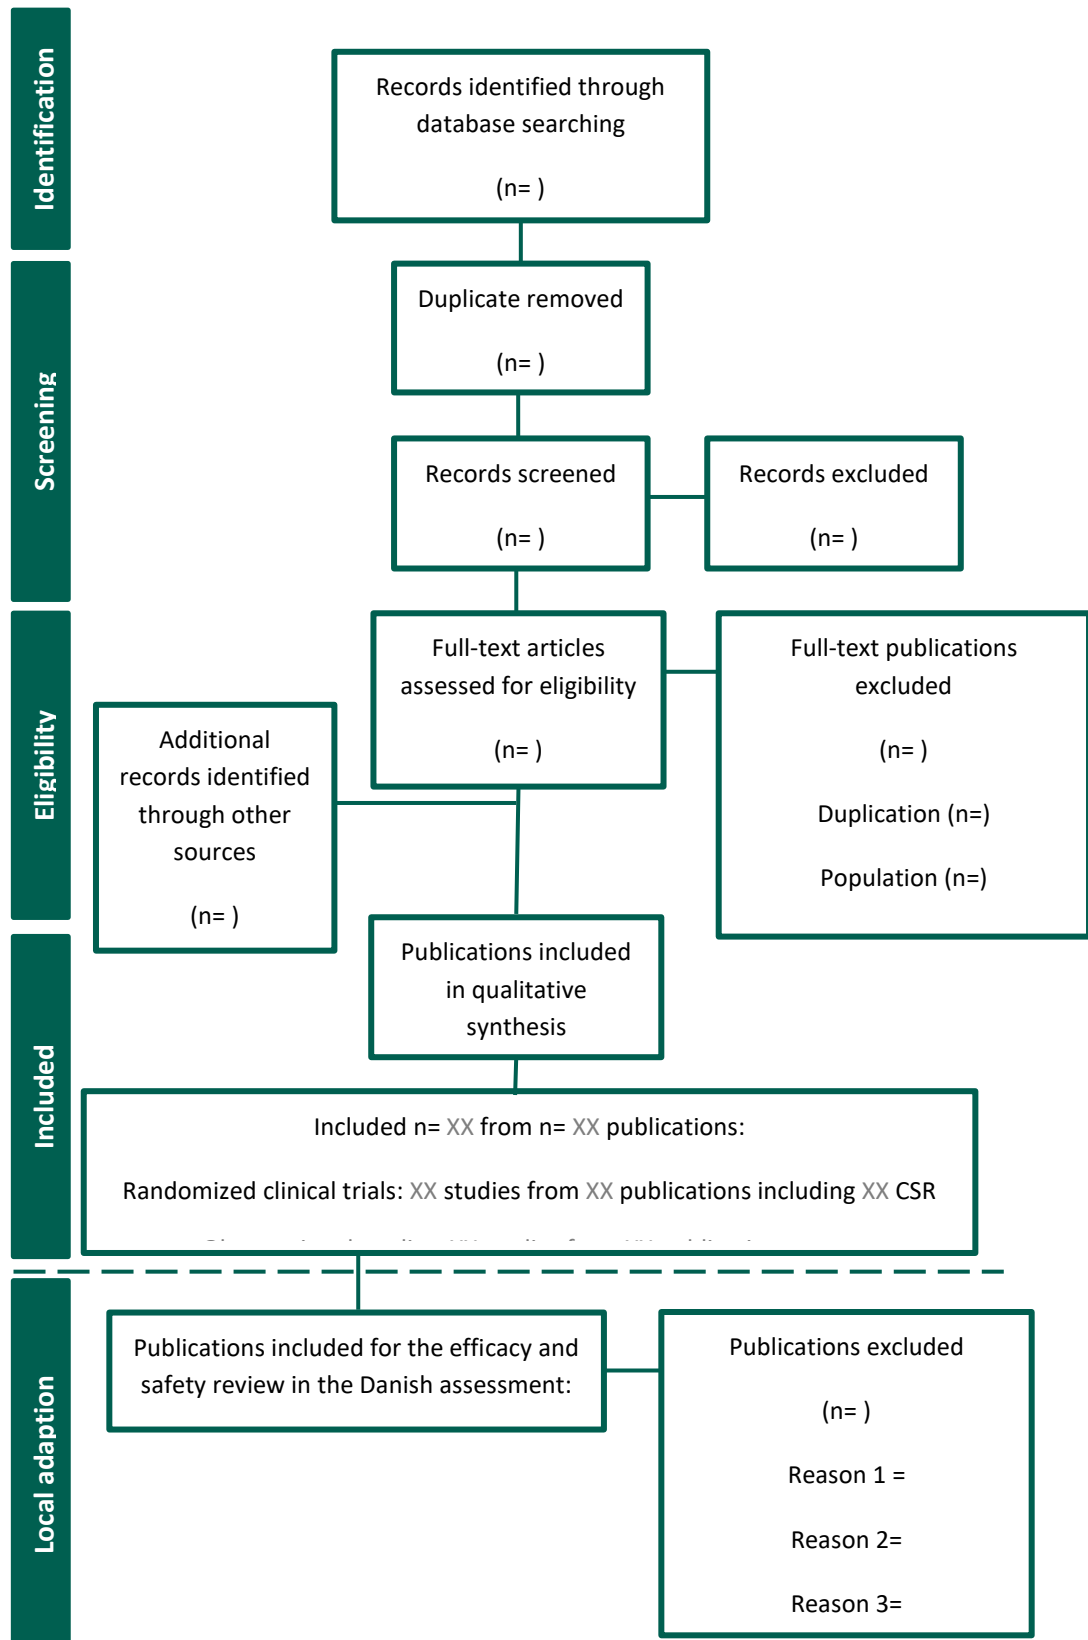 Identification
Records identified through
database searching
(n= )
Screening
Duplicate removed
(n= )
Records screened
(n= )
Records excluded
(n= )
Eligibility
Full-text articles
assessed for eligibility
(n= )
Full-text publications
excluded
(n= )
Duplication (n=)
Population (n=)
Additional
records identified
through other
sources
(n= )
Included
Publications included
in qualitative
synthesis
Included n= XX from n= XX publications:
Randomized clinical trials: XX studies from XX publications including XX CSR
Local adaption
Publications included for the efficacy and
safety review in the Danish assessment:
Publications excluded
(n= )
Reason 1 =
Reason 2=
Reason 3=